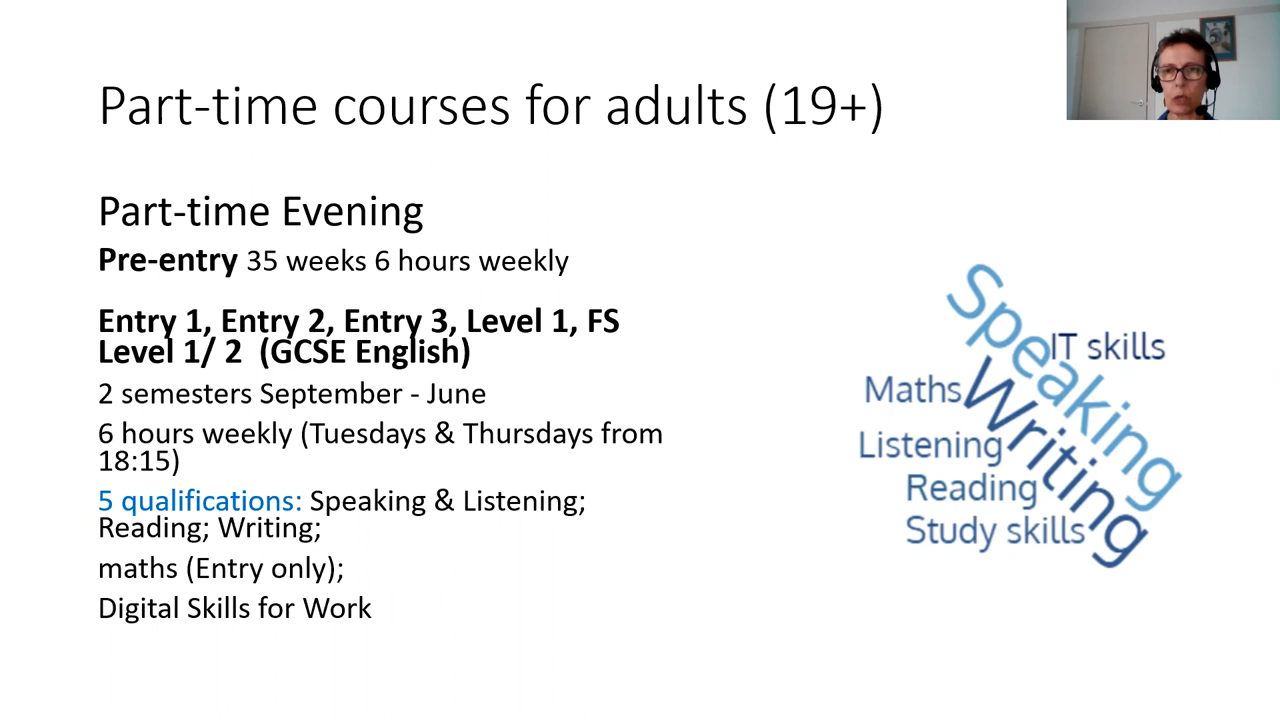 Part-time courses for adults (19+)
Part-time Evening
Pre-entry 35 weeks 6 hours weekly
Entry 1, Entry 2, Entry 3, Level 1, FS
Level 1/ 2  (GCSE English)
2 semesters September - June
6 hours weekly (Tuesdays & Thursdays from
18:15)
5 qualifications: Speaking & Listening;
Reading; Writing;
maths (Entry only);
Digital Skills for Work
Speaking
IT skills
Maths
Writing
Listening
Reading
Study skills